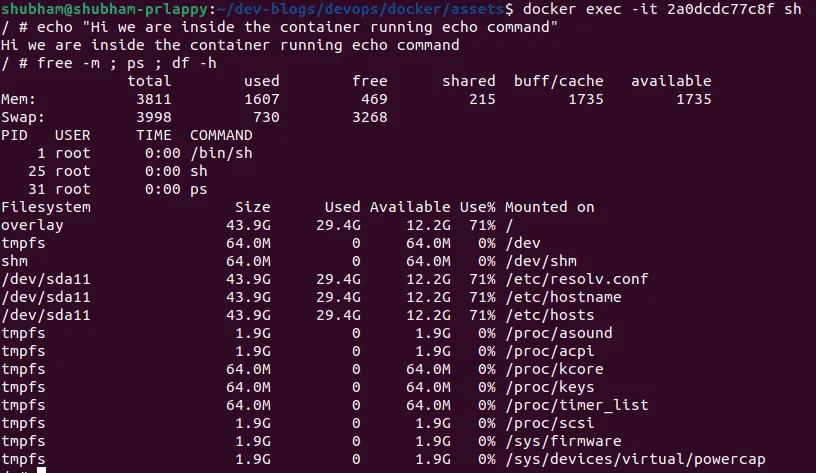 shubham@shubham-prlappy:~/dev-blogs/devops/docker/assets$ docker exec -it 2a0dcdc77c8f sh
/ # echo "Hi we are inside the container running echo command"
Hi we are inside the container running echo command
/ # free -m ; ps ; df -h
total used free shared buff/cache available
Mem: 3811 1607 469 215 1735 1735
Swap: 3998 730 3268
PID USER TIME COMMAND
1 root 0:00 /bin/sh
25 root 0:00 sh
31 root 0:00 ps
Filesystem Size Used Available Use% Mounted on
overlay 43.9G 29.4G 12.2G 71% /
tmpfs 64.0M 0 64.0M 0% /dev
shm 64.0M 0 64.0M 0% /dev/shm
/dev/sda11 43.9G 29.4G 12.2G 71% /etc/resolv.conf
/dev/sda11 43.9G 29.4G 12.2G 71% /etc/hostname
/dev/sda11 43.9G 29.4G 12.2G 71% /etc/hosts
tmpfs 1.9G 0 1.9G 0% /proc/asound
tmpfs 1.9G 0 1.9G 0% /proc/acpi
tmpfs 64.0M 0 64.0M 0% /proc/kcore
tmpfs 64.0M 0 64.0M 0% /proc/keys
tmpfs 64.0M 0 64.0M 0% /proc/timer_list
tmpfs 1.9G 0 1.9G 0% /proc/scsi
tmpfs 1.9G 0 1.9G 0% /sys/firmware
tmpfs 1.9G 0 1.9G 0% /sys/devices/virtual/powercap
/ #